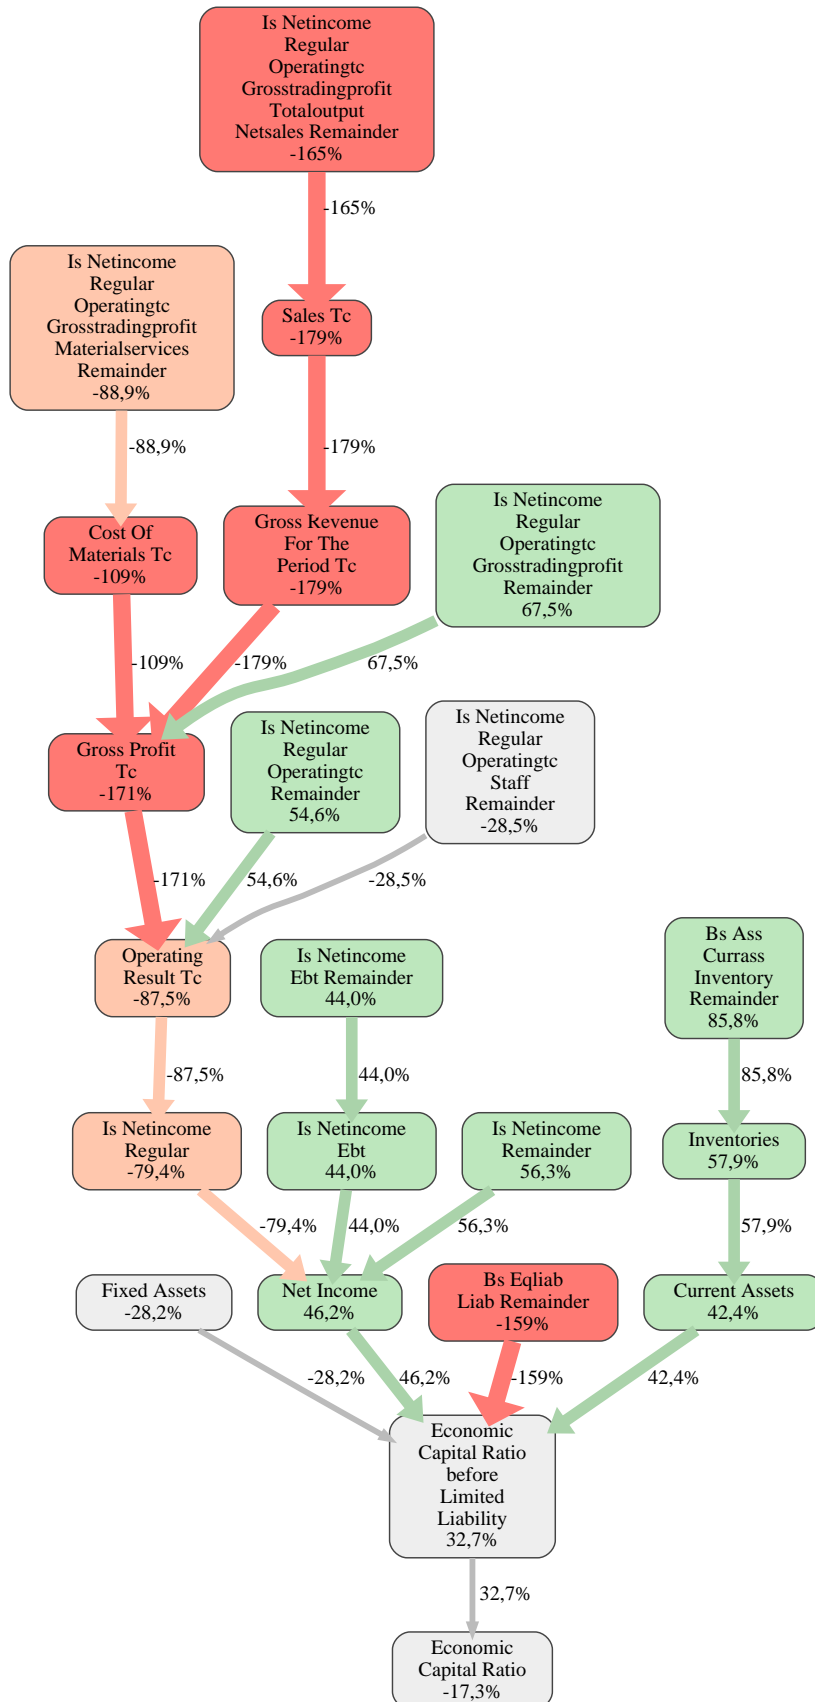 Is Netincome
Regular
Operatingtc
Grosstradingprofit
Totaloutput
Netsales Remainder
-165%
-165%
Is Netincome
Regular
Operatingtc
Grosstradingprofit
Materialservices
Remainder
-88,9%
Sales Tc
-179%
-88,9%
-179%
Cost Of
Materials Tc
-109%
Gross Revenue
For The
Period Tc
-179%
Is Netincome
Regular
Operatingtc
Grosstradingprofit
Remainder
67,5%
-109%
-179%
67,5%
Gross Profit
Tc
-171%
Is Netincome
Regular
Operatingtc
Remainder
54,6%
Is Netincome
Regular
Operatingtc
Staff
Remainder
-28,5%
-171%
54,6%
-28,5%
Operating
Result Tc
-87,5%
Is Netincome
Ebt Remainder
44,0%
Bs Ass
Currass
Inventory
Remainder
85,8%
-87,5%
44,0%
85,8%
Is Netincome
Regular
-79,4%
Is Netincome
Ebt
44,0%
Is Netincome
Remainder
56,3%
Inventories
57,9%
-79,4%
44,0%
56,3%
57,9%
Fixed Assets
-28,2%
Net Income
46,2%
Bs Eqliab
Liab Remainder
-159%
Current Assets
42,4%
-28,2%
46,2%
-159%
42,4%
Economic
Capital Ratio
before
Limited
Liability
32,7%
32,7%
Economic
Capital Ratio
-17,3%